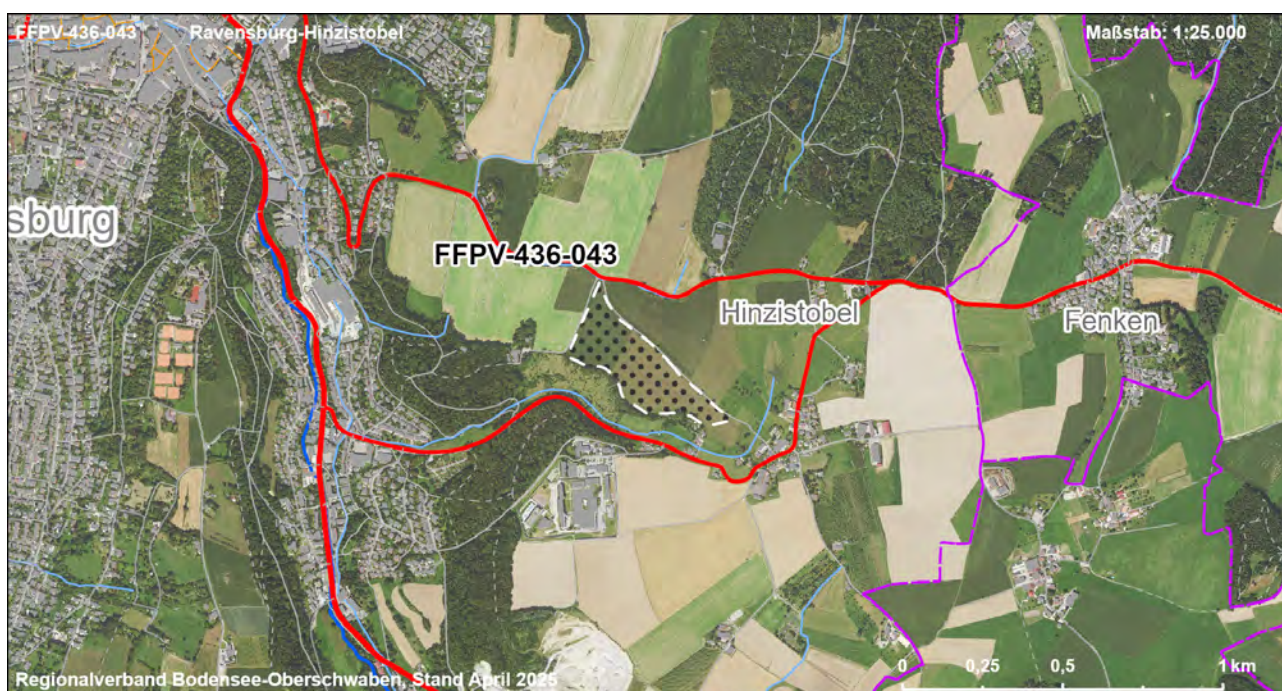 FFPV-436-043 Ravensburg-Hinzistobel Maßstab: 1:25.000
sburg
FFPV-436-043
Hinzistobel
Fenken
0 0,25 0,5 1 km
Regionalverband Bodensee-Oberschwaben, Stand April 2025